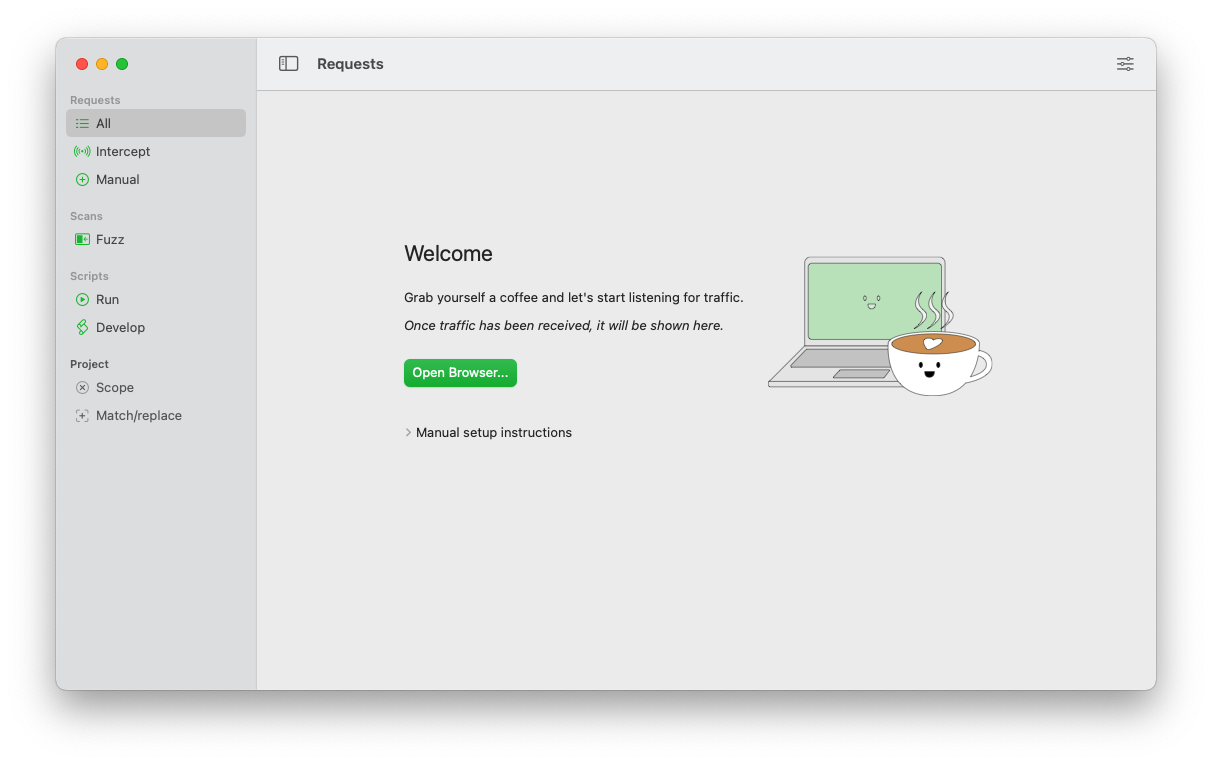 Requests
All
Intercept
Manual
Scans
Fuzz
Scripts
Run
Develop
Project
Scope
Match/replace
Requests
Welcome
Grab yourself a coffee and let's start listening for traffic.
Once traffic has been received, it will be shown here.
Open Browser...
Manual setup instructions